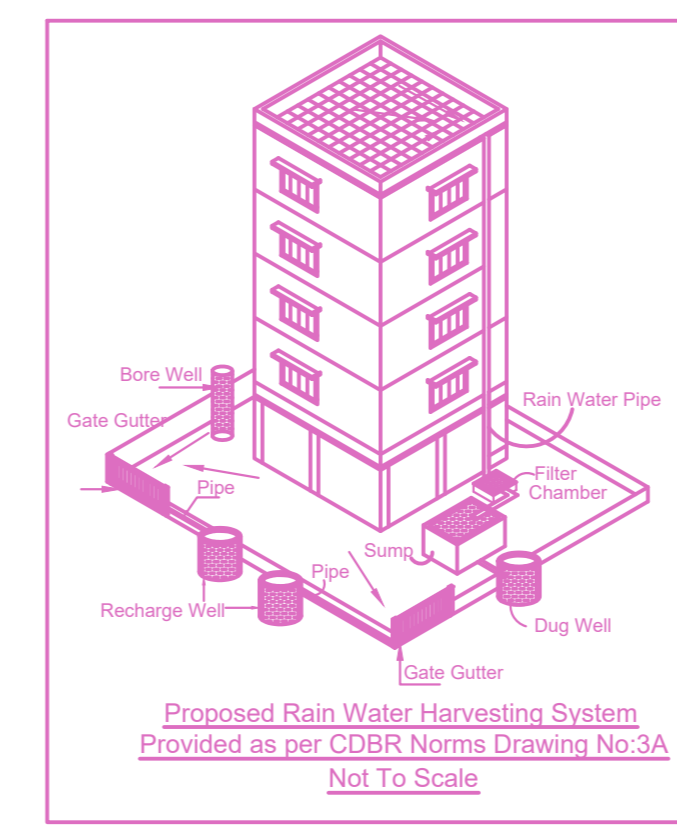 Bore Well
Gate Gutter
Rain Water Pipe
Pipe
Filter
Chamber
Sump
Pipe
Recharge Well
Dug Well
Gate Gutter
Proposed Rain Water Harvesting System
Provided as per CDBR Norms Drawing No:3A
Not To Scale